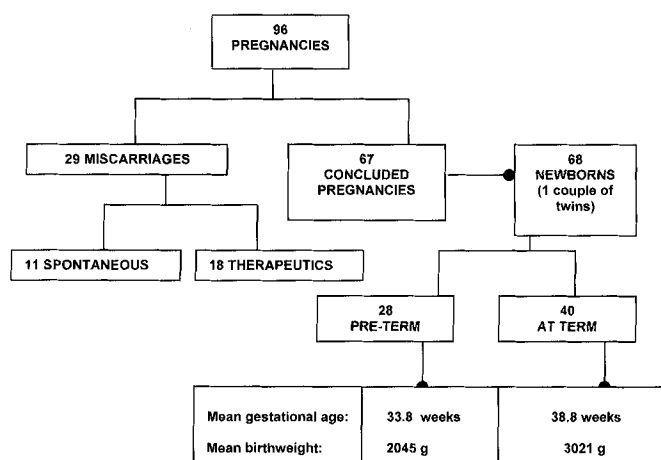 96
PREGNANCIES
29 MISCARRIAGES
67
CONCLUDED
PREGNANCIES
68
NEWBORNS
(1 couple of
twins)
11 SPONTANEOUS
18 THERAPEUTICS
28
PRE-TERM
40
AT TERM
Mean gestational age: 33.8 weeks 38.8 weeks
Mean birthweight: 2045 g 3021 g